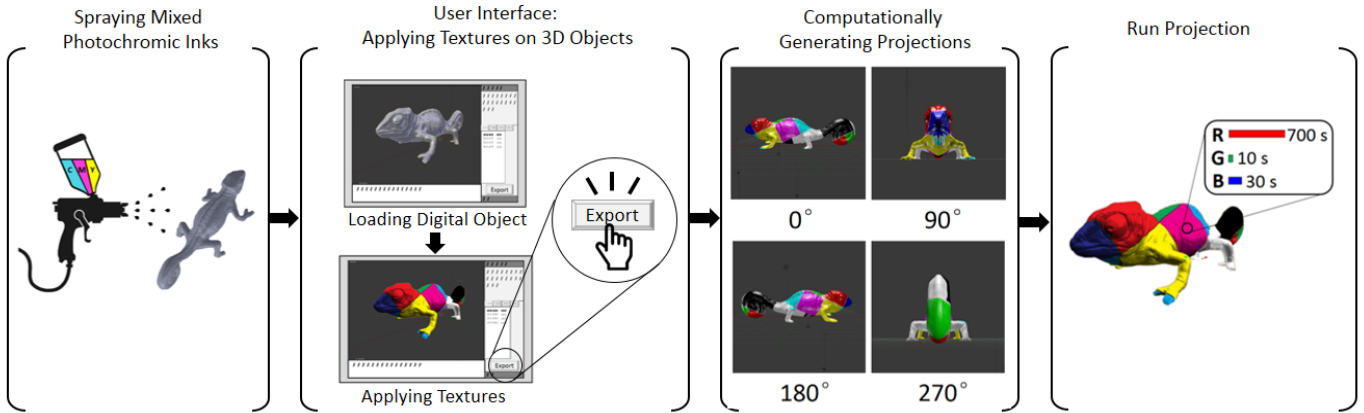 Spraying Mixed
Photochromic Inks
C M Y
User Interface:
Applying Textures on 3D Objects
Export
Loading Digital Object
Export
Export
Applying Textures
Computationally
Generating Projections
0°
90°
180°
270°
Run Projection
R 700 s
G 10 s
B 30 s